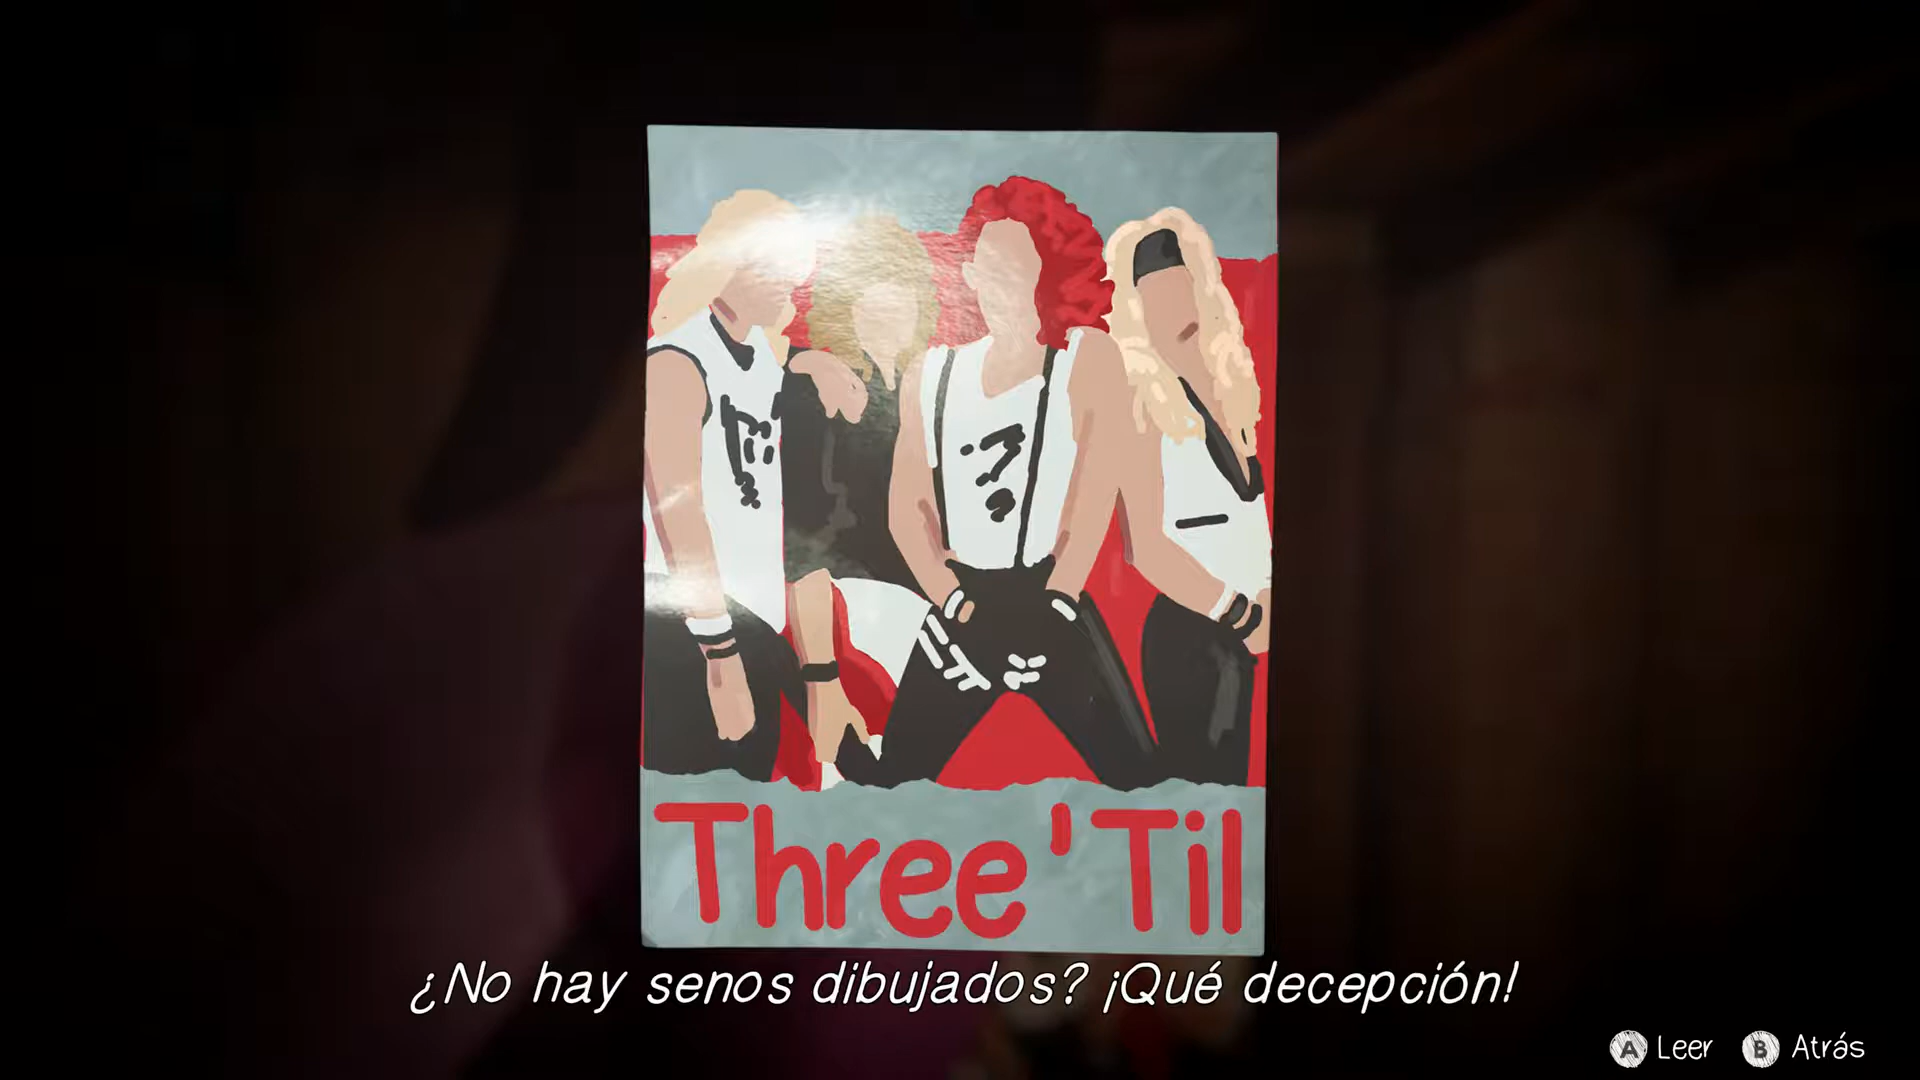 Three 'Til
¿No hay senos dibujados? ¡Qué decepción!
A Leer B Atrás